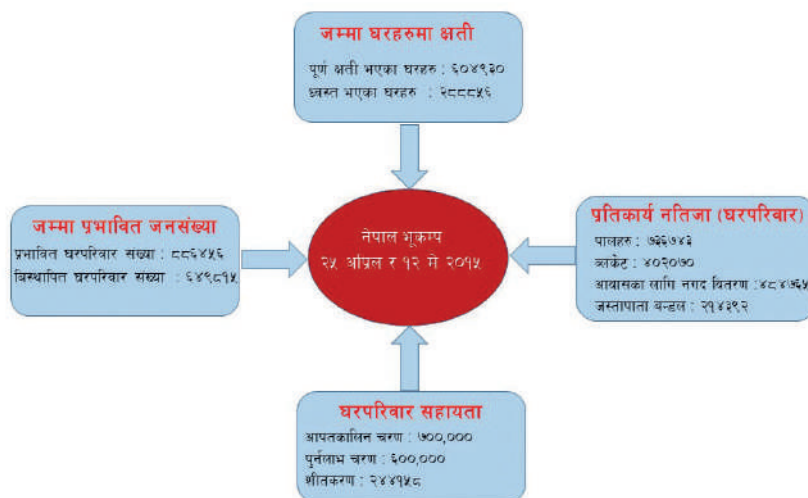 जम्मा घरहरुमा क्षती
पूर्ण क्षती भएका घरहरु : ६०४९३०
ध्वस्त भएका घरहरु : २८८८५६
जम्मा प्रभावित जनसंख्या
प्रभावित घरपरिवार संख्या : ८८६४५६
बिस्थापित घरपरिवार संख्या : ६४९८१५
नेपाल भूकम्प
२५ अप्रिल र १२ मे २०१५
प्रतिकार्य नतिजा (घरपरिवार)
पालहरु : ७३६७४३
ब्लकेट : ४०२०७०
आवासका लागि नगद वितरण :४८४७६५
जस्तापाता बन्डल : २१४३९२
घरपरिवार सहायता
आपतकालिन चरण : ७००,०००
पुर्नलाभ चरण : ६००,०००
शीतकरण : २४४१५८